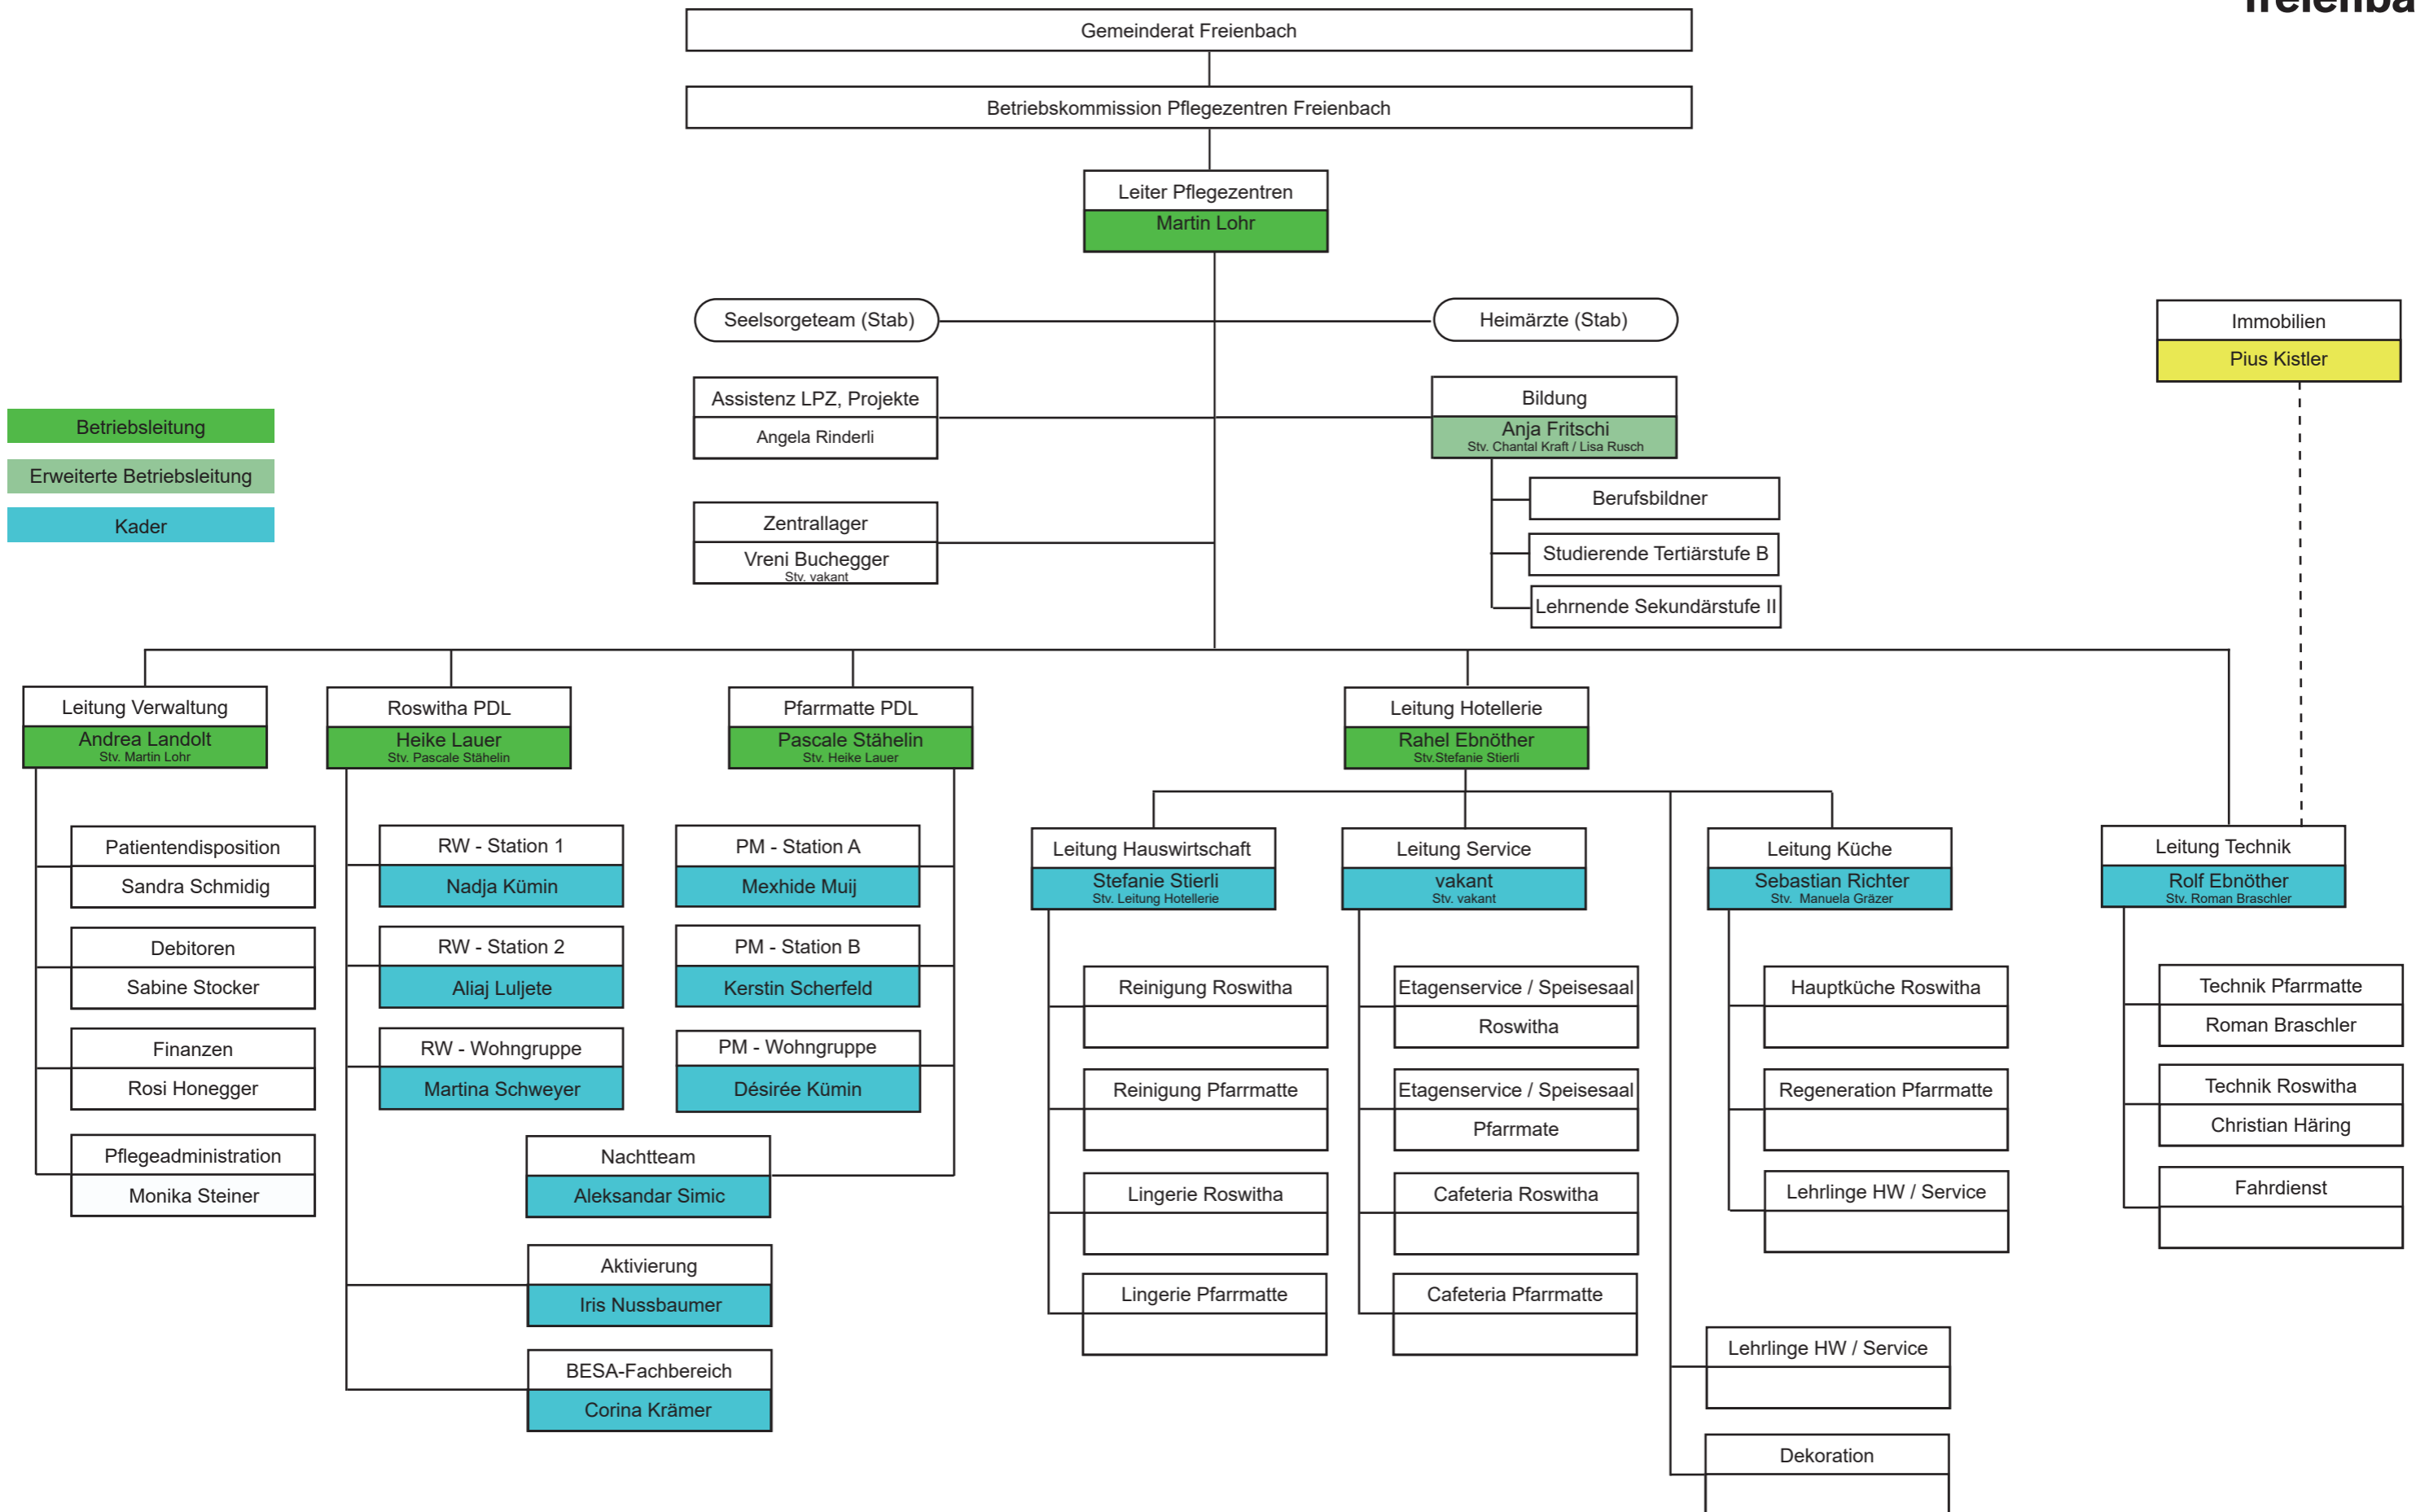 Gemeinderat Freienbach
Betriebskommission Pflegezentren Freienbach
Leiter Pflegezentren
Martin Lohr
Seelsorgeteam (Stab)
Heimärzte (Stab)
Immobilien
Pius Kistler
Assistenz LPZ, Projekte
Angela Rinderli
Bildung
Anja Fritschi
Stv. Chantal Kraft / Lisa Rusch
Betriebsleitung
Erweiterte Betriebsleitung
Kader
Zentrallager
Vreni Buchegger
Stv. vakant
Berufsbildner
Studierende Tertiärstufe B
Lehrnende Sekundärstufe II
Leitung Verwaltung
Andrea Landolt
Stv. Martin Lohr
Roswitha PDL
Heike Lauer
Stv. Pascale Stähelin
Pfarrmatte PDL
Pascale Stähelin
Stv. Heike Lauer
Leitung Hotellerie
Rahel Ebnöther
Stv.Stefanie Stierli
Patientendisposition
Sandra Schmidig
Debitoren
Sabine Stocker
Finanzen
Rosi Honegger
Pflegeadministration
Monika Steiner
RW - Station 1
Nadja Kümin
RW - Station 2
Aliaj Luljete
RW - Wohngruppe
Martina Schweyer
PM - Station A
Mexhide Muij
PM - Station B
Kerstin Scherfeld
PM - Wohngruppe
Désirée Kümin
Nachtteam
Aleksandar Simic
Aktivierung
Iris Nussbaumer
BESA-Fachbereich
Corina Krämer
Leitung Hauswirtschaft
Stefanie Stierli
Stv. Leitung Hotellerie
Reinigung Roswitha
Reinigung Pfarrmatte
Lingerie Roswitha
Lingerie Pfarrmatte
Leitung Service
vakant
Stv. vakant
Etagenservice / Speisesaal
Roswitha
Etagenservice / Speisesaal
Pfarrmate
Cafeteria Roswitha
Cafeteria Pfarrmatte
Leitung Küche
Sebastian Richter
Stv. Manuela Gräzer
Hauptküche Roswitha
Regeneration Pfarrmatte
Lehrlinge HW / Service
Lehrlinge HW / Service
Dekoration
Leitung Technik
Rolf Ebnöther
Stv. Roman Braschler
Technik Pfarrmatte
Roman Braschler
Technik Roswitha
Christian Häring
Fahrdienst